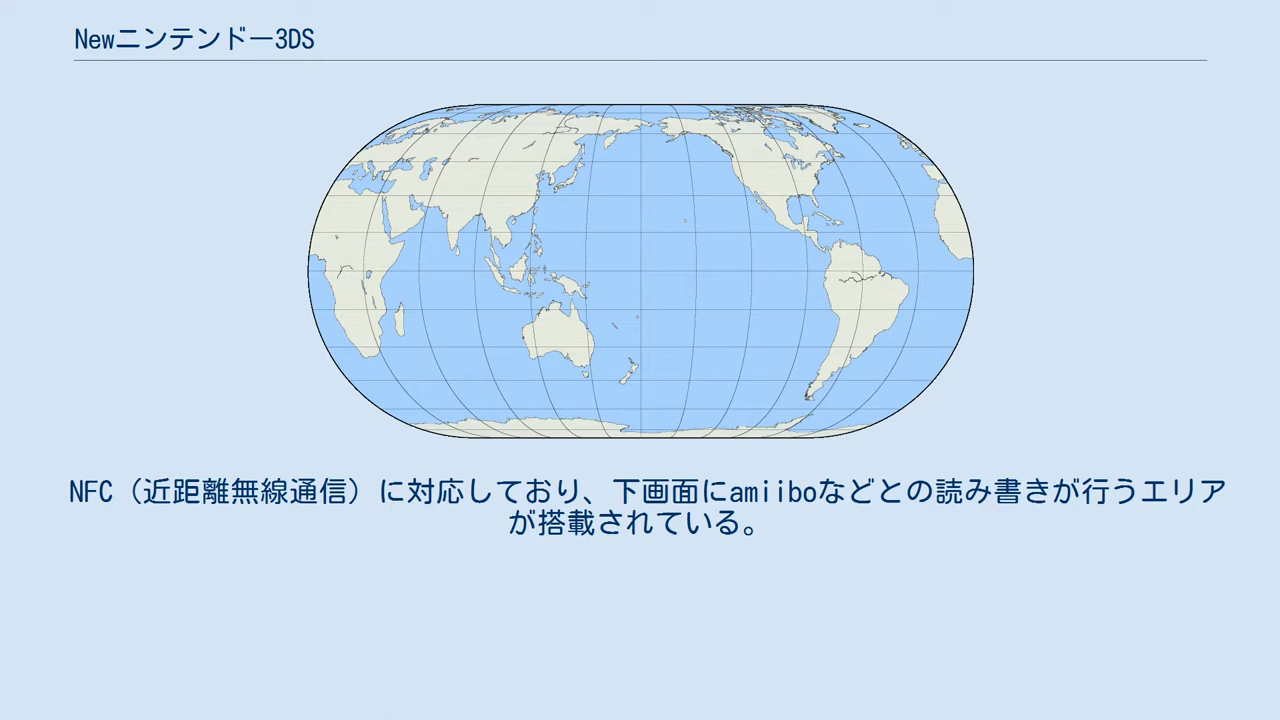 Newニンテンドー3DS
NFC（近距離無線通信）に対応しており、下画面にamiiboなどとの読み書きが行うエリア
が搭載されている。